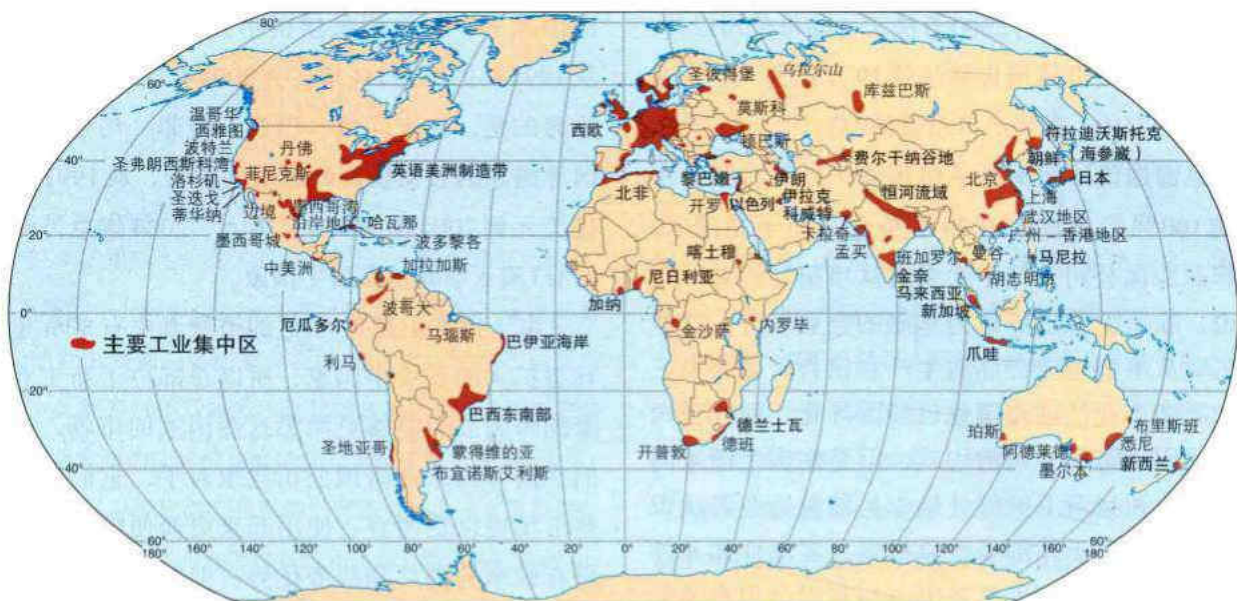 80°
60°
40°
20°
0°
20°
40°
60°
80°
60°
40°
20°
0°
20°
40°
60°
温哥华
西雅图
波特兰
丹佛
圣弗朗西斯科湾
菲尼克斯
洛杉矶
圣迭戈
蒂华纳
边境
英语美洲制造带
墨西哥湾
沿岸地区
哈瓦那
墨西哥城
波多黎各
中美洲
加拉加斯
波哥大
厄瓜多尔
马瑙斯
巴伊亚海岸
利马
巴西东南部
圣地亚哥
蒙得维的亚
布宜诺斯艾利斯
主要工业集中区
圣彼得堡
乌拉尔山
库兹巴斯
莫斯科
西欧
顿巴斯
符拉迪沃斯托克
海参崴）
费尔干纳谷地
朝鲜
黎巴嫩
伊朗
北京
日本
北非
伊拉克
恒河流域
开罗
以色列
科威特
上海
武汉地区
卡拉奇
广州－香港地区
孟买
喀土穆
班加罗尔
曼谷
马尼拉
尼日利亚
金奈
胡志明市
马来西亚
加纳
新加坡
金沙萨
内罗毕
爪哇
德兰士瓦
开普敦
德班
珀斯
布里斯班
阿德莱德
悉尼
墨尔本
新西兰
180°
160°
140°
120°
100°
80°
60°
40°
20°
0°
20°
40°
60°
80°
100°
120°
140°
160°
180°